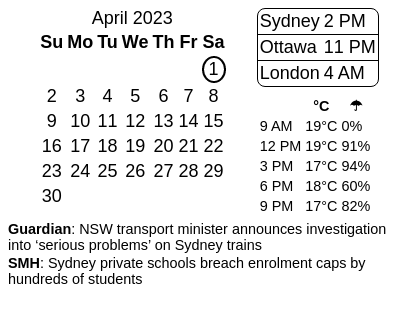 April 2023
Su Mo Tu We Th Fr Sa
1
2 3 4 5 6 7 8
9 10 11 12 13 14 15
16 17 18 19 20 21 22
23 24 25 26 27 28 29
30
Sydney 2 PM
Ottawa 11 PM
London 4 AM
°C ☂
9 AM 19°C 0%
12 PM 19°C 91%
3 PM 17°C 94%
6 PM 18°C 60%
9 PM 17°C 82%
Guardian: NSW transport minister announces investigation
into ‘serious problems’ on Sydney trains
SMH: Sydney private schools breach enrolment caps by
hundreds of students